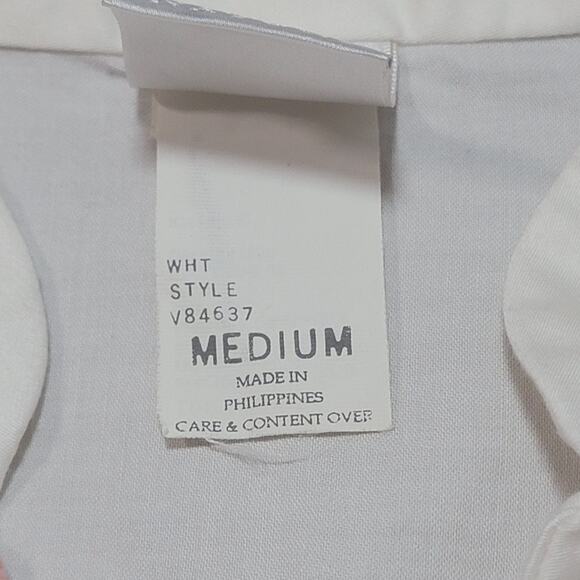 WHT
STYLE
V84637
MEDIUM
MADE IN
PHILIPPINES
CARE & CONTENT OVER